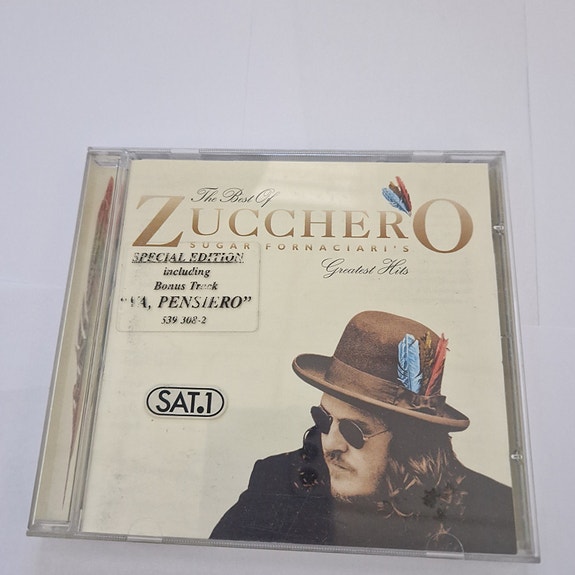 The Best Of
ZUCCHERO
SUGAR FORNACIARI'S
Greatest Hits
SPECIAL EDITION
including
Bonus Track
"VA, PENSIERO"
539 308-2
SAT.1